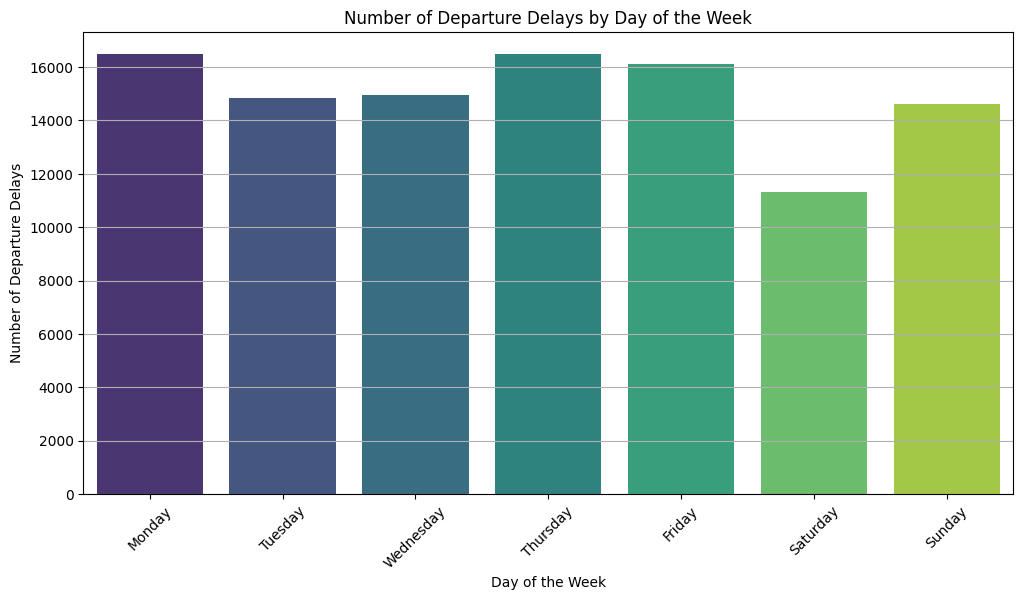 Number of Departure Delays by Day of the Week
Number of Departure Delays
16000
14000
12000
10000
8000
6000
4000
2000
0
Monday
Tuesday
Wednesday
Thursday
Friday
Saturday
Sunday
Day of the Week